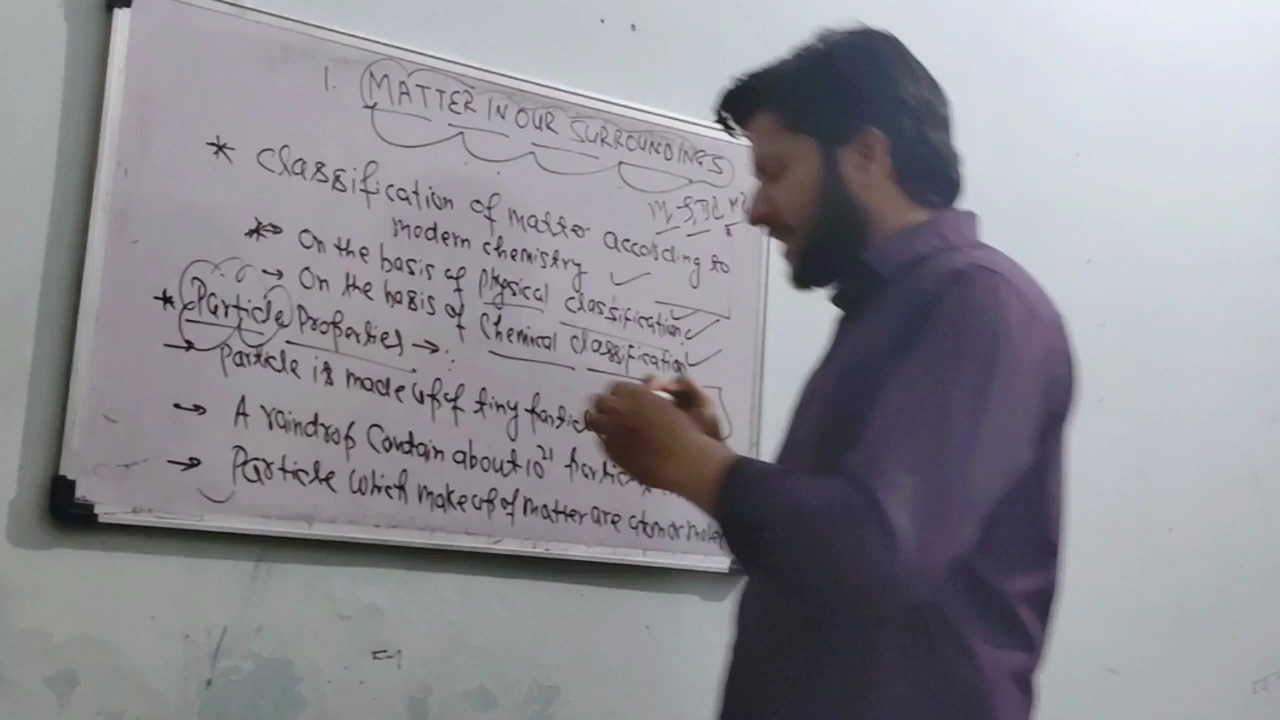 1. MATTER IN OUR SURROUNDINGS
* Classification of matter according to
modern chemistry
→ On the basis of physical classification
→ On the basis of Chemical classification
* Particle Properties →:
→ Particle is made up of tiny
→ A raindrop Contain about 10²¹
→ Particle which make up of matter are atom or